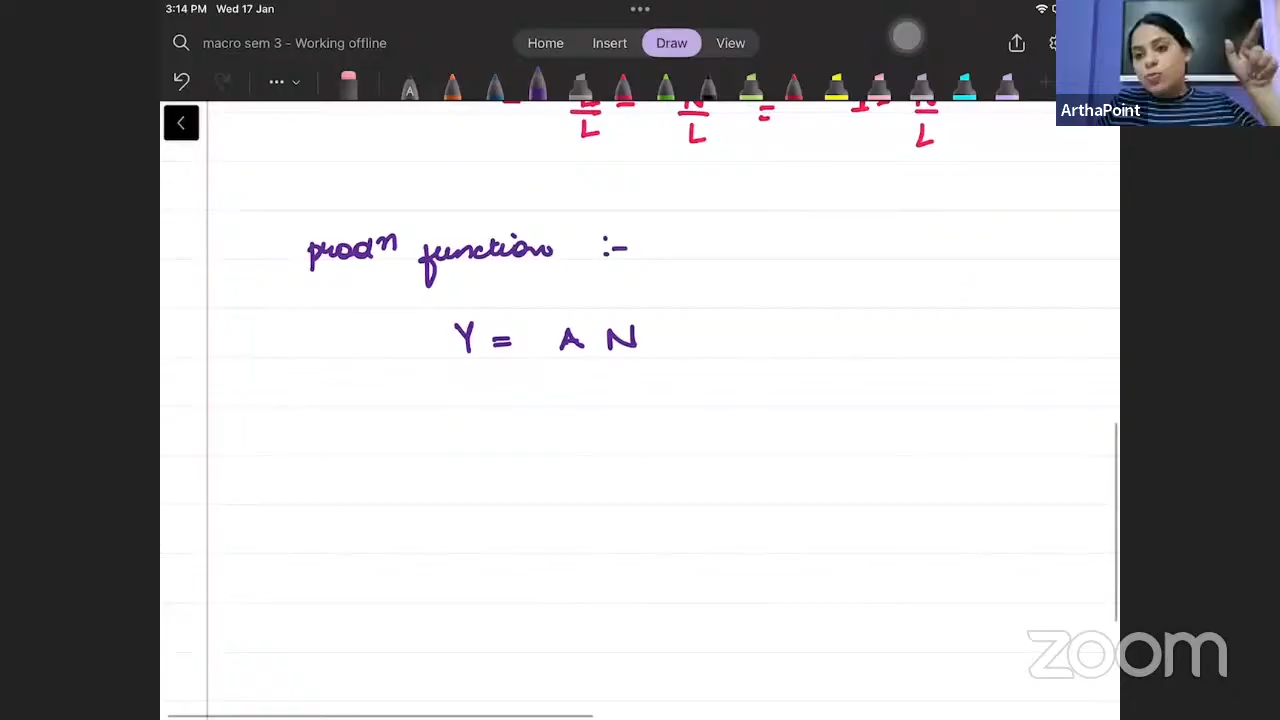 3:14 PM Wed 17 Jan
macro sem 3 - Working offline
Home Insert Draw View
A
ArthaPoint
L L = 1- L
prodⁿ function :-
Y = A N
zoom